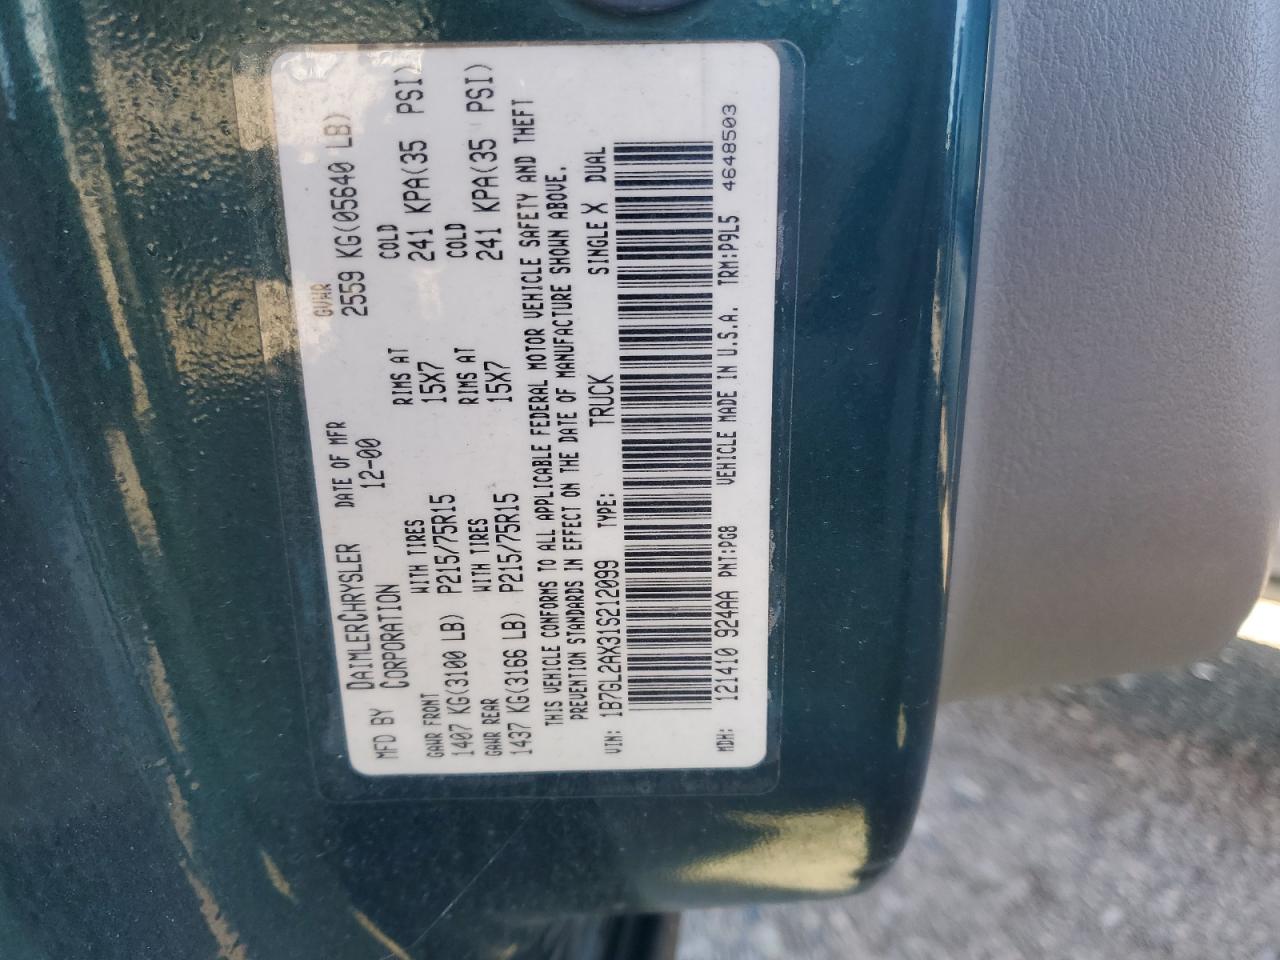 MFD BY DAIMLERCHRYSLER CORPORATION DATE OF MFR 12-00 GVWR 2559 KG(05640 LB)
GAWR FRONT WITH TIRES RIMS AT COLD
1407 KG(3100 LB) P215/75R15 15X7 241 KPA(35 PSI)
GAWR REAR WITH TIRES RIMS AT COLD
1437 KG(3166 LB) P215/75R15 15X7 241 KPA(35 PSI)
THIS VEHICLE CONFORMS TO ALL APPLICABLE FEDERAL MOTOR VEHICLE SAFETY AND THEFT
PREVENTION STANDARDS IN EFFECT ON THE DATE OF MANUFACTURE SHOWN ABOVE.
VIN: 1B7GL2AX31S212099 TYPE: TRUCK SINGLE X DUAL
MDH: 121410 924AA PNT:PG8 VEHICLE MADE IN U.S.A. TRM:P9L5 4648503